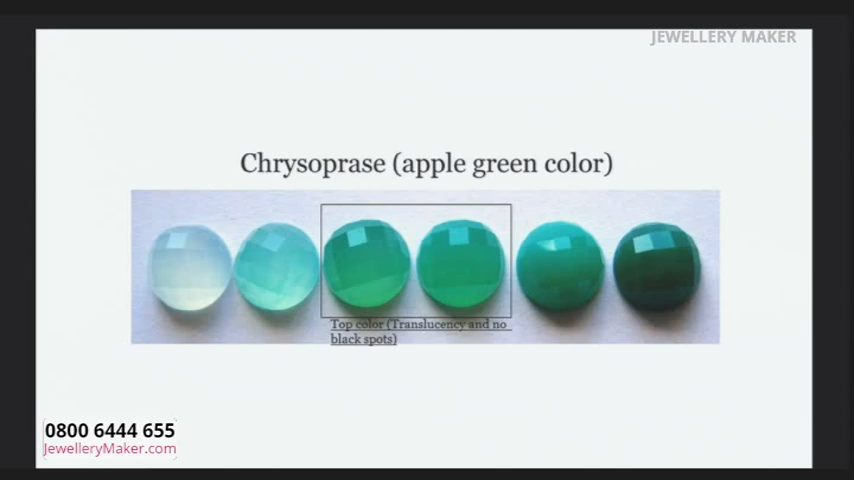 JEWELLERY MAKER
Chrysoprase (apple green color)
Top color (Translucency and no
black spots)
0800 6444 655
JewelleryMaker.com